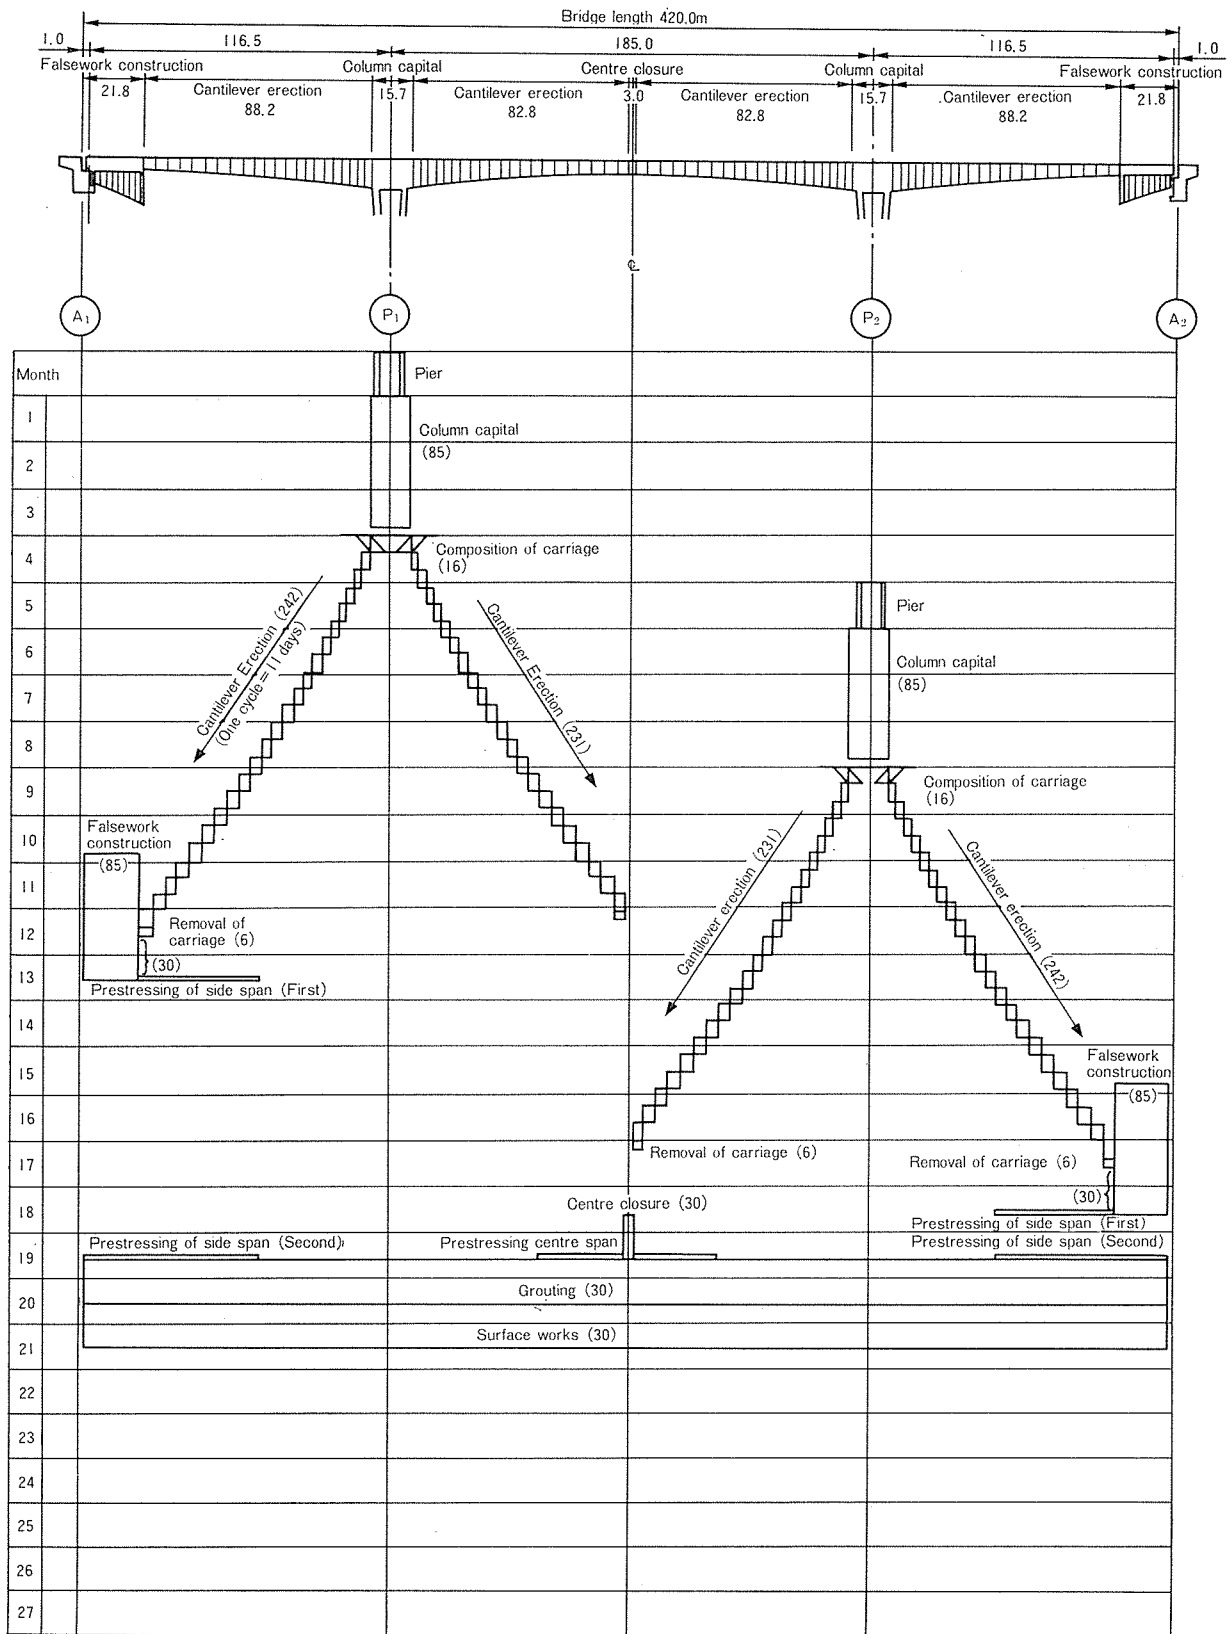 Bridge length 420.0m
1.0
116.5
185.0
116.5
1.0
Falsework construction
Column capital
Centre closure
Column capital
Falsework construction
21.8
Cantilever erection
88.2
15.7
Cantilever erection
82.8
3.0
Cantilever erection
82.8
15.7
Cantilever erection
88.2
21.8
℄
A1
P1
P2
A2
Month
Pier
1
Column capital
(85)
2
3
4
Composition of carriage
(16)
5
Cantilever Erection (242)
(One cycle = 11 days)
Cantilever Erection (231)
Pier
6
Column capital
(85)
7
8
9
Composition of carriage
(16)
10
Falsework
construction
(85)
Cantilever erection (231)
Cantilever erection (242)
11
12
Removal of
carriage (6)
13
(30)
Prestressing of side span (First)
14
15
Falsework
construction
(85)
16
17
Removal of carriage (6)
Removal of carriage (6)
18
Centre closure (30)
(30)
Prestressing of side span (First)
19
Prestressing of side span (Second)
Prestressing centre span
Prestressing of side span (Second)
Grouting (30)
20
Surface works (30)
21
22
23
24
25
26
27